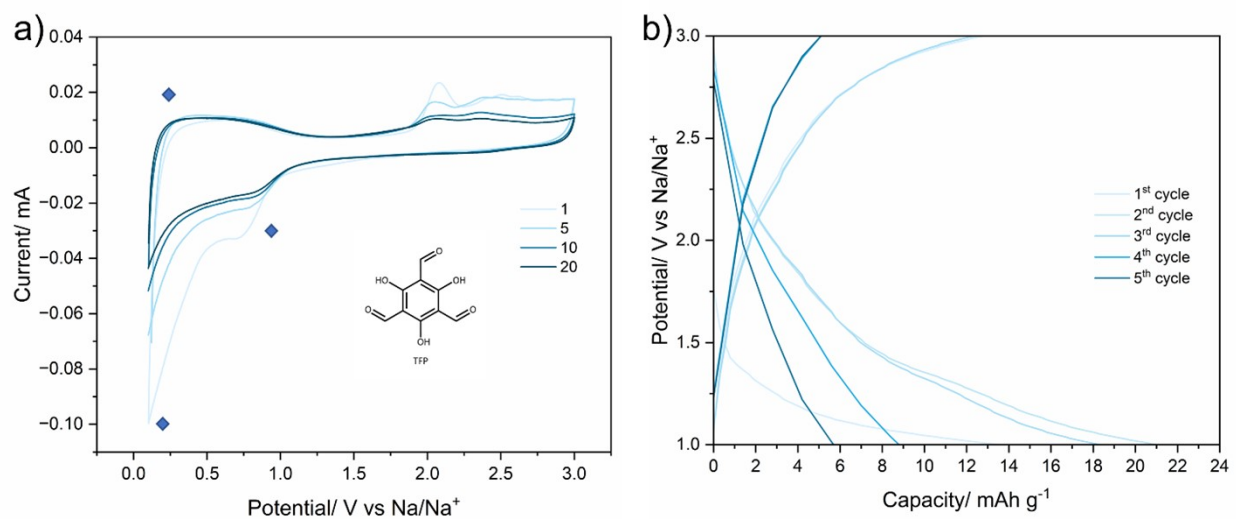 a)
0.04
0.02
0.00
−0.02
−0.04
−0.06
−0.08
−0.10
Current/ mA
0.0
0.5
1.0
1.5
2.0
2.5
3.0
Potential/ V vs Na/Na⁺
1
5
10
20
O
HO
OH
O
O
OH
TFP
b)
3.0
2.5
2.0
1.5
1.0
Potential/ V vs Na/Na⁺
0
2
4
6
8
10
12
14
16
18
20
22
24
Capacity/ mAh g⁻¹
1ˢᵗ cycle
2ⁿᵈ cycle
3ʳᵈ cycle
4ᵗʰ cycle
5ᵗʰ cycle